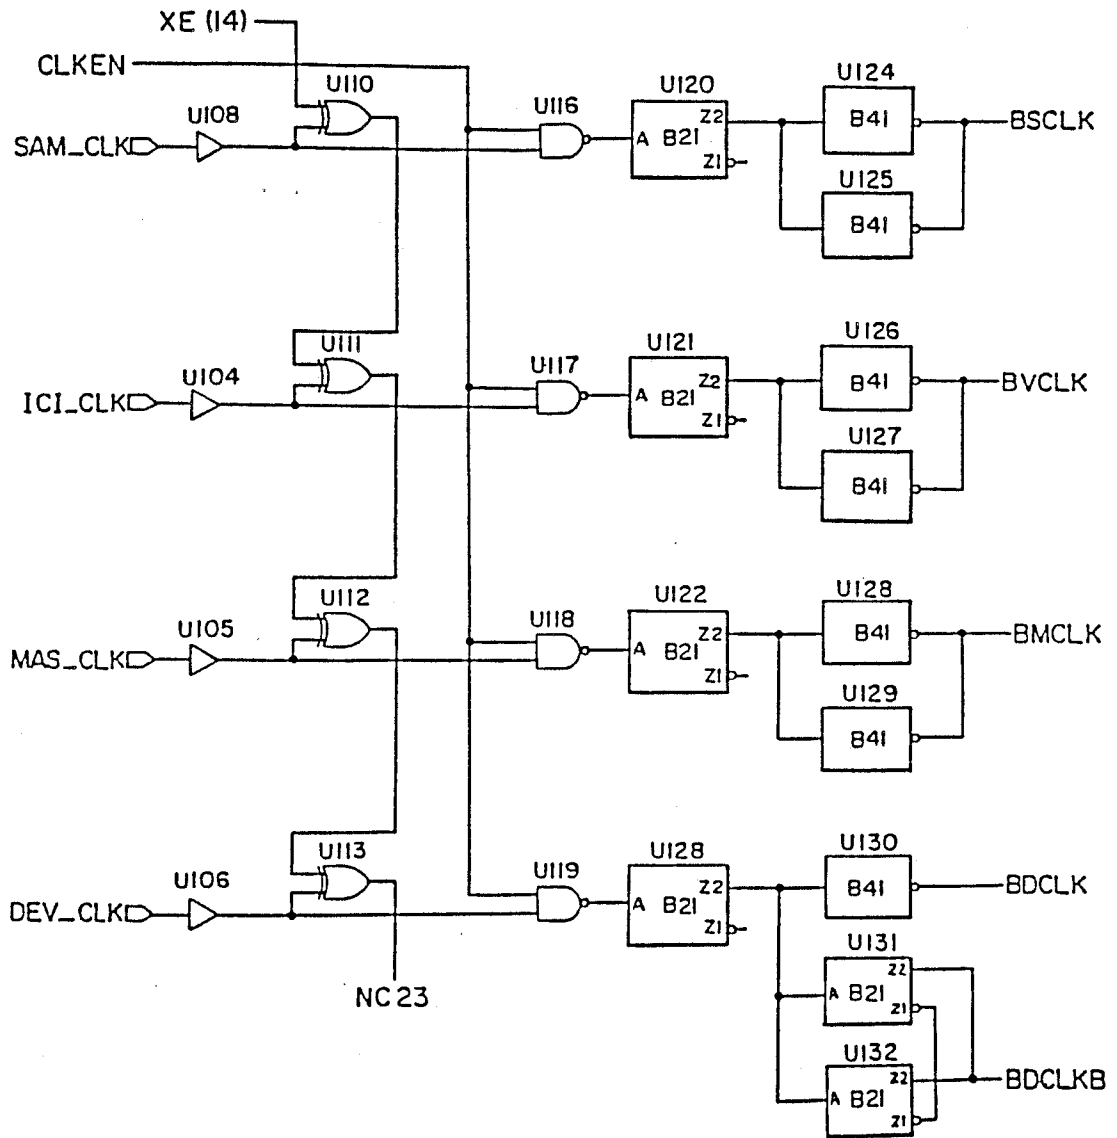 XE (14)
CLKEN
U110
U108
SAM_CLK
U116
U120
A B21 Z2
Z1
U124
B41
BSCLK
U125
B41
U111
U104
ICI_CLK
U117
U121
A B21 Z2
Z1
U126
B41
BVCLK
U127
B41
U112
U105
MAS_CLK
U118
U122
A B21 Z2
Z1
U128
B41
BMCLK
U129
B41
U113
U106
DEV_CLK
U119
U128
A B21 Z2
Z1
U130
B41
BDCLK
U131
A B21 Z2
Z1
U132
A B21 Z2
Z1
BDCLKB
NC 23